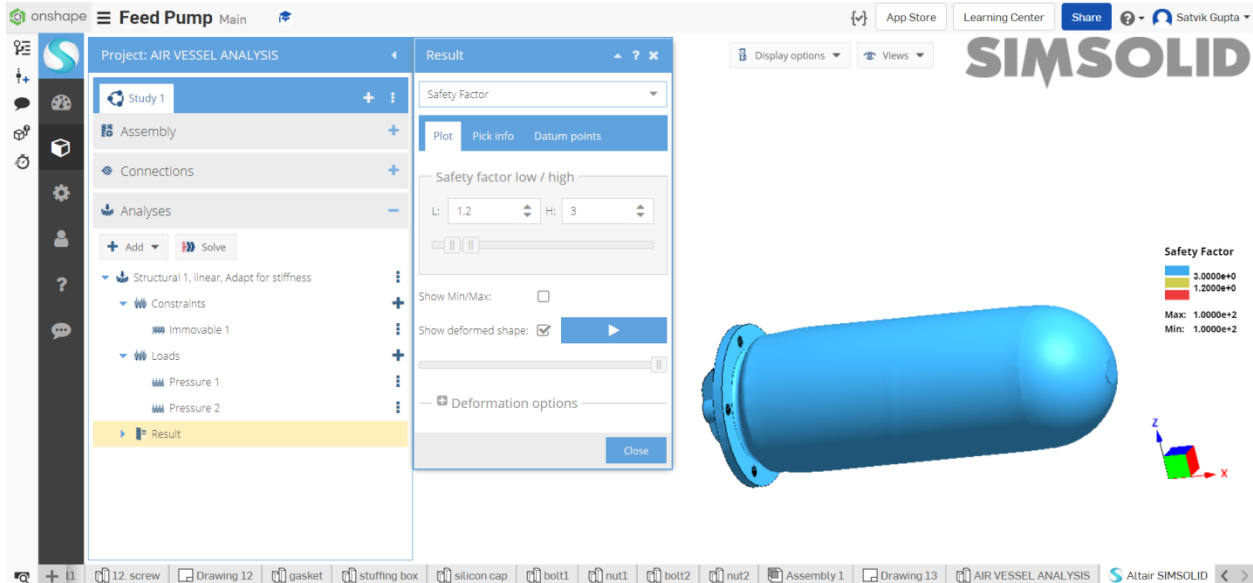 onshape Feed Pump Main App Store Learning Center Share Satvik Gupta
Project: AIR VESSEL ANALYSIS
Study 1
Assembly
Connections
Analyses
Add Solve
Structural 1, linear, Adapt for stiffness
Constraints
Immovable 1
Loads
Pressure 1
Pressure 2
Result
Result ? ×
Safety Factor
Plot Pick info Datum points
Safety factor low / high
L: 1.2 H: 3
Show Min/Max:
Show deformed shape:
Deformation options
Close
Display options Views
SIMSOLID
Safety Factor
3.0000e+0
1.2000e+0
Max: 1.0000e+2
Min: 1.0000e+2
Z
X
12. screw Drawing 12 gasket stuffing box silicon cap bolt1 nut1 bolt2 nut2 Assembly 1 Drawing 13 AIR VESSEL ANALYSIS Altair SIMSOLID